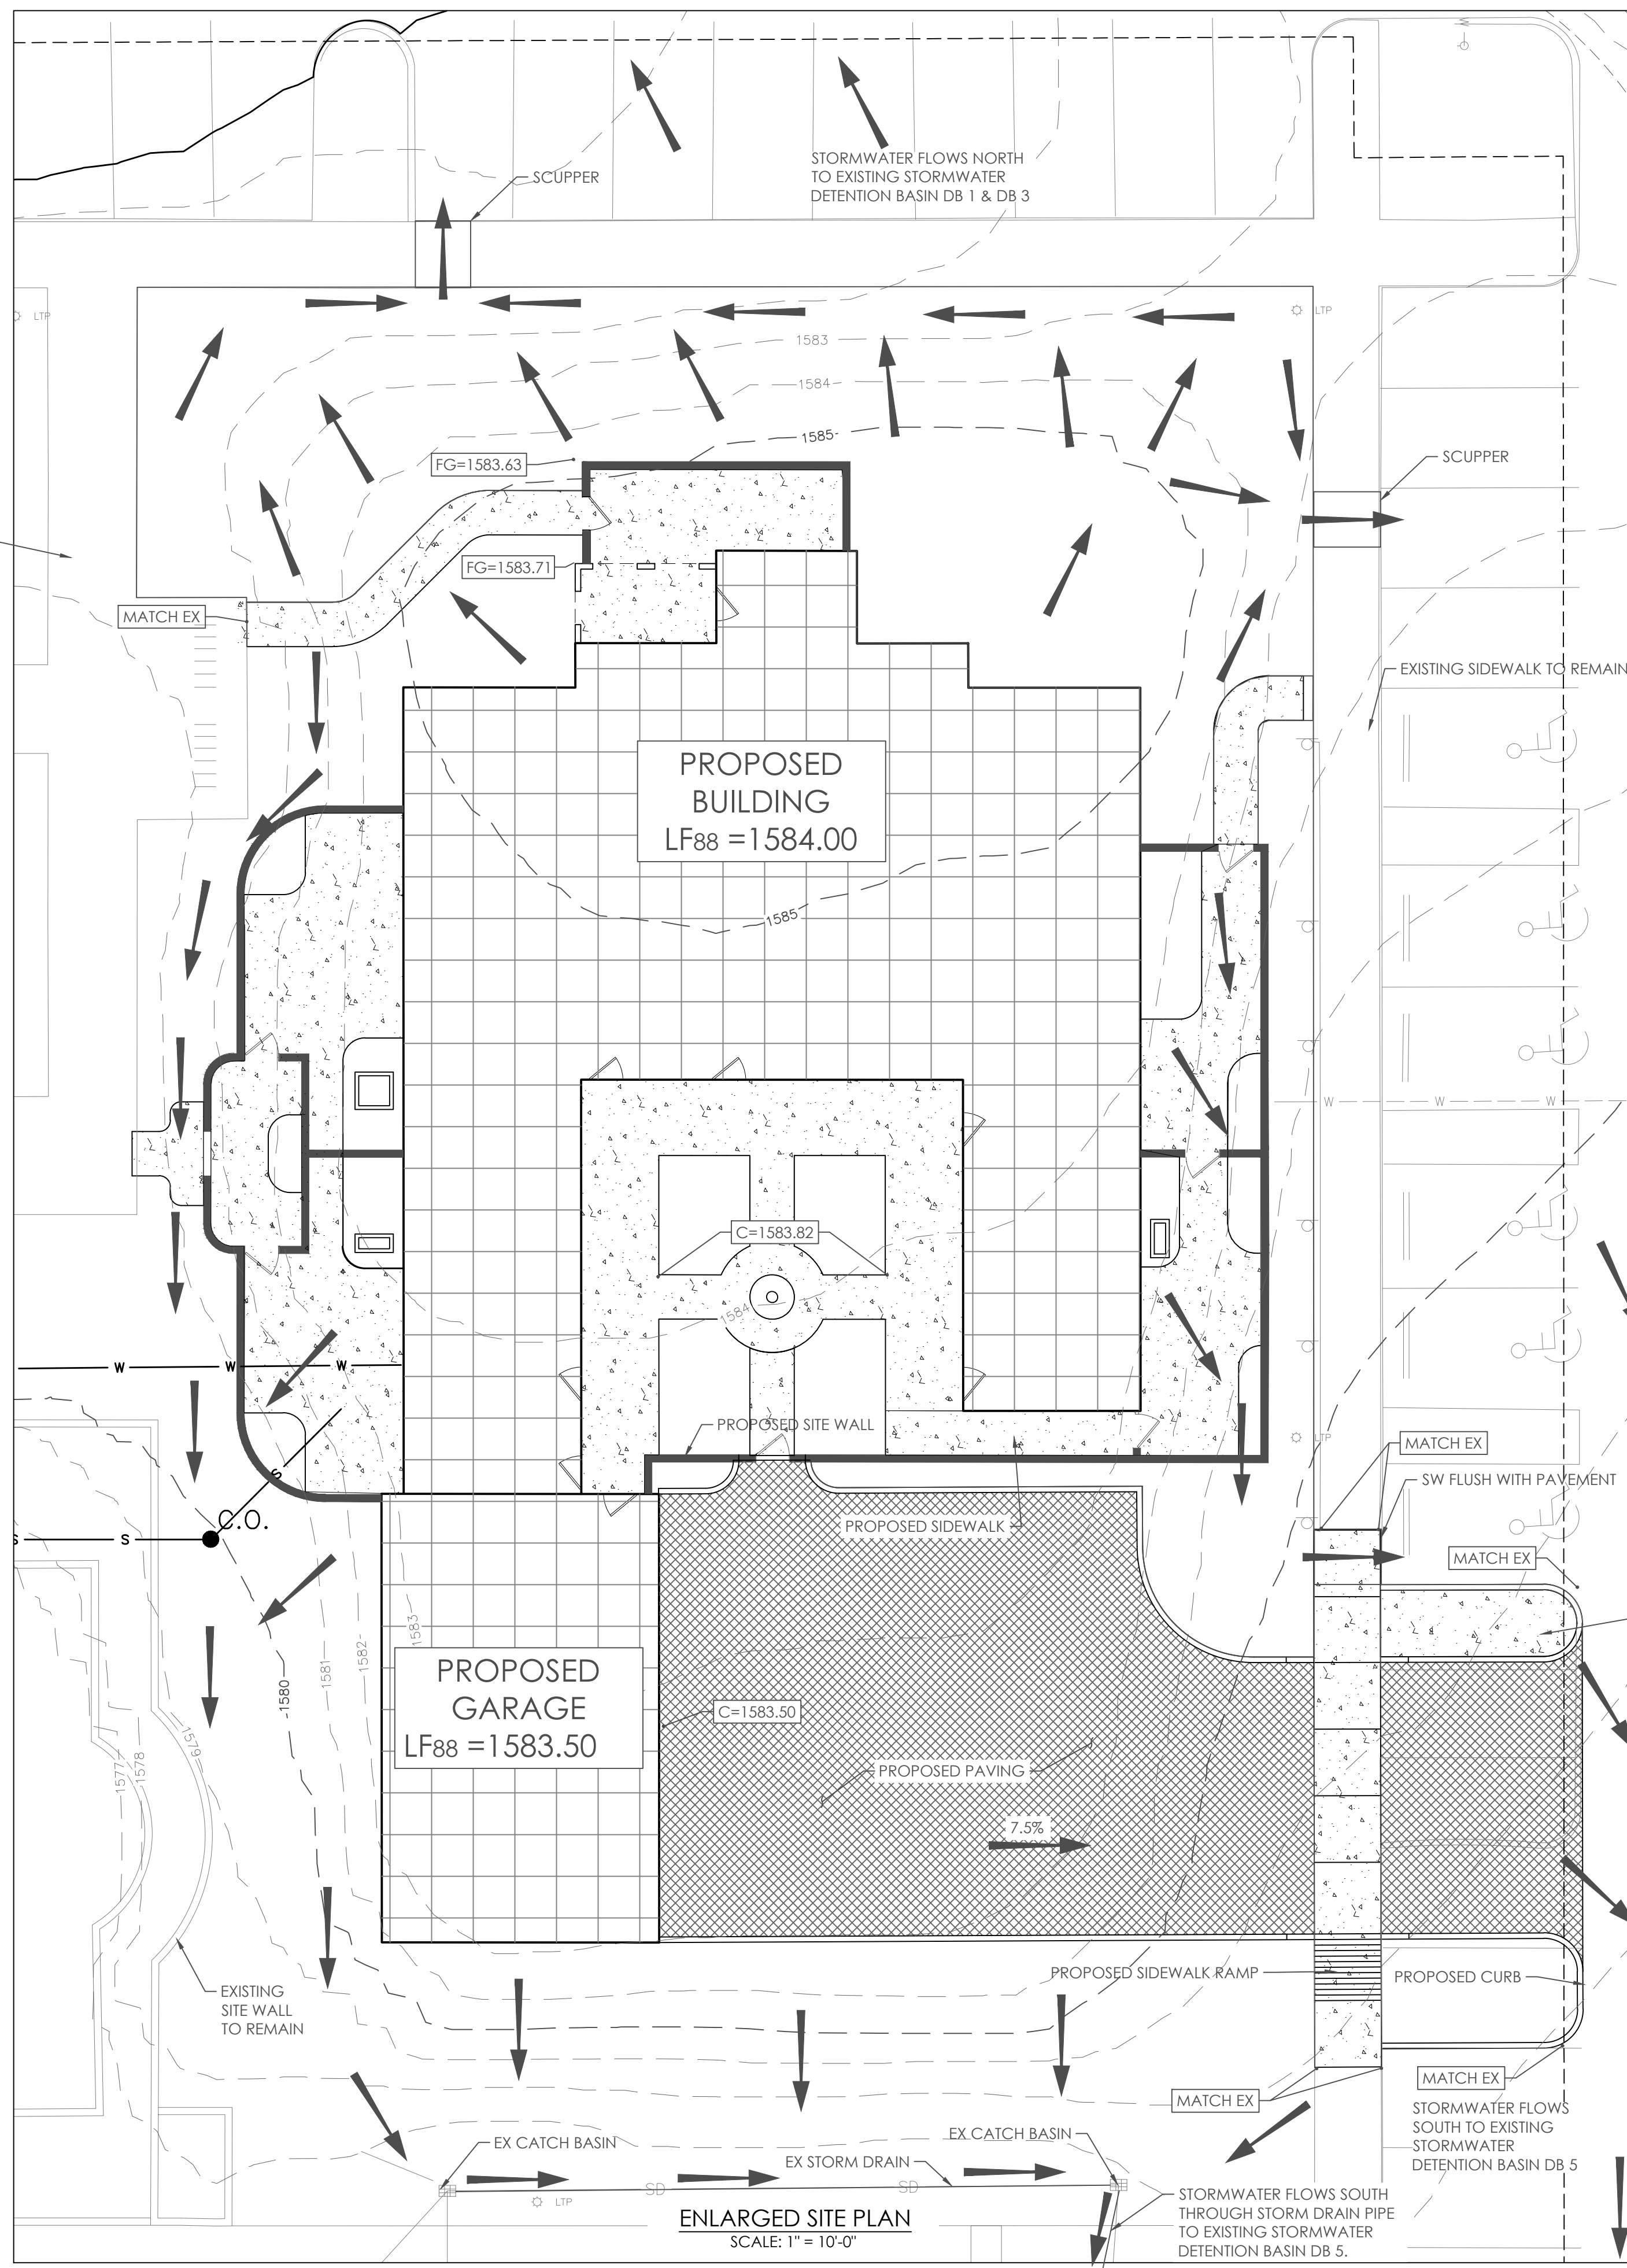 STORMWATER FLOWS NORTH
TO EXISTING STORMWATER
DETENTION BASIN DB 1 & DB 3
SCUPPER
LTP
LTP
1583
1584
1585
FG=1583.63
SCUPPER
FG=1583.71
MATCH EX
EXISTING SIDEWALK TO REMAIN
PROPOSED
BUILDING
LF88 =1584.00
1585
W W W
C=1583.82
1584
W W W
PROPOSED SITE WALL
LTP
MATCH EX
S
SW FLUSH WITH PAVEMENT
C.O.
S S
PROPOSED SIDEWALK
MATCH EX
1583
1582
1581
1580
1579
1578
1577
PROPOSED
GARAGE
LF88 =1583.50
C=1583.50
PROPOSED PAVING
7.5%
EXISTING
SITE WALL
TO REMAIN
PROPOSED SIDEWALK RAMP
PROPOSED CURB
MATCH EX
MATCH EX
STORMWATER FLOWS
SOUTH TO EXISTING
STORMWATER
DETENTION BASIN DB 5
EX CATCH BASIN
EX CATCH BASIN
EX STORM DRAIN
SD SD
LTP
STORMWATER FLOWS SOUTH
THROUGH STORM DRAIN PIPE
TO EXISTING STORMWATER
DETENTION BASIN DB 5.
ENLARGED SITE PLAN
SCALE: 1" = 10'-0"